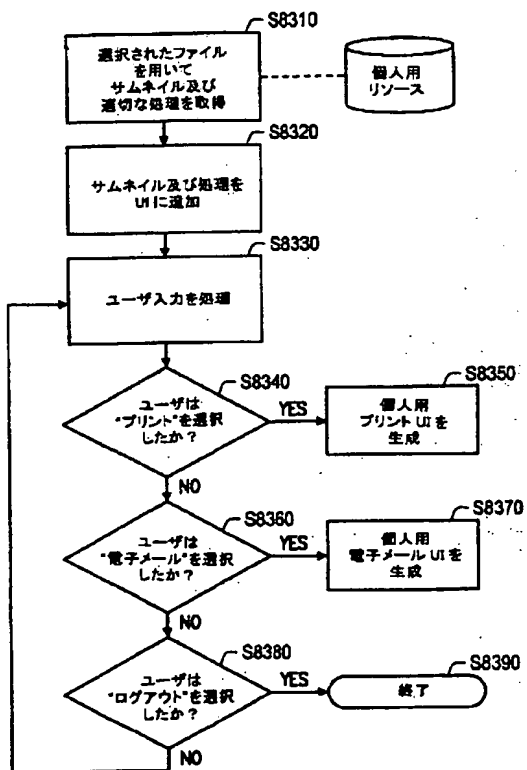 S8310
選択されたファイル
を用いて
サムネイル及び
適切な処理を取得
個人用
リソース
S8320
サムネイル及び処理を
UIに追加
S8330
ユーザ入力を処理
S8340
ユーザは
"プリント"を選択
したか？
YES
S8350
個人用
プリント UIを
生成
NO
S8360
ユーザは
"電子メール"を選択
したか？
YES
S8370
個人用
電子メール UIを
生成
NO
S8380
ユーザは
"ログアウト"を選択
したか？
YES
S8390
終了
NO